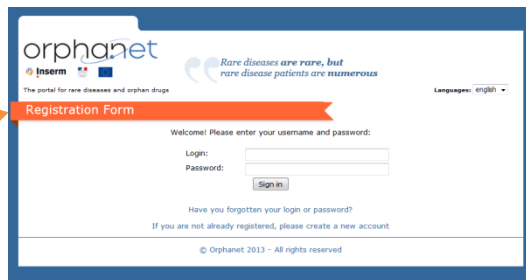 orphanet
Inserm
Rare diseases are rare, but
rare disease patients are numerous
The portal for rare diseases and orphan drugs
Languages: english
Registration Form
Welcome! Please enter your username and password:
Login:
Password:
Sign in
Have you forgotten your login or password?
If you are not already registered, please create a new account
© Orphanet 2013 - All rights reserved